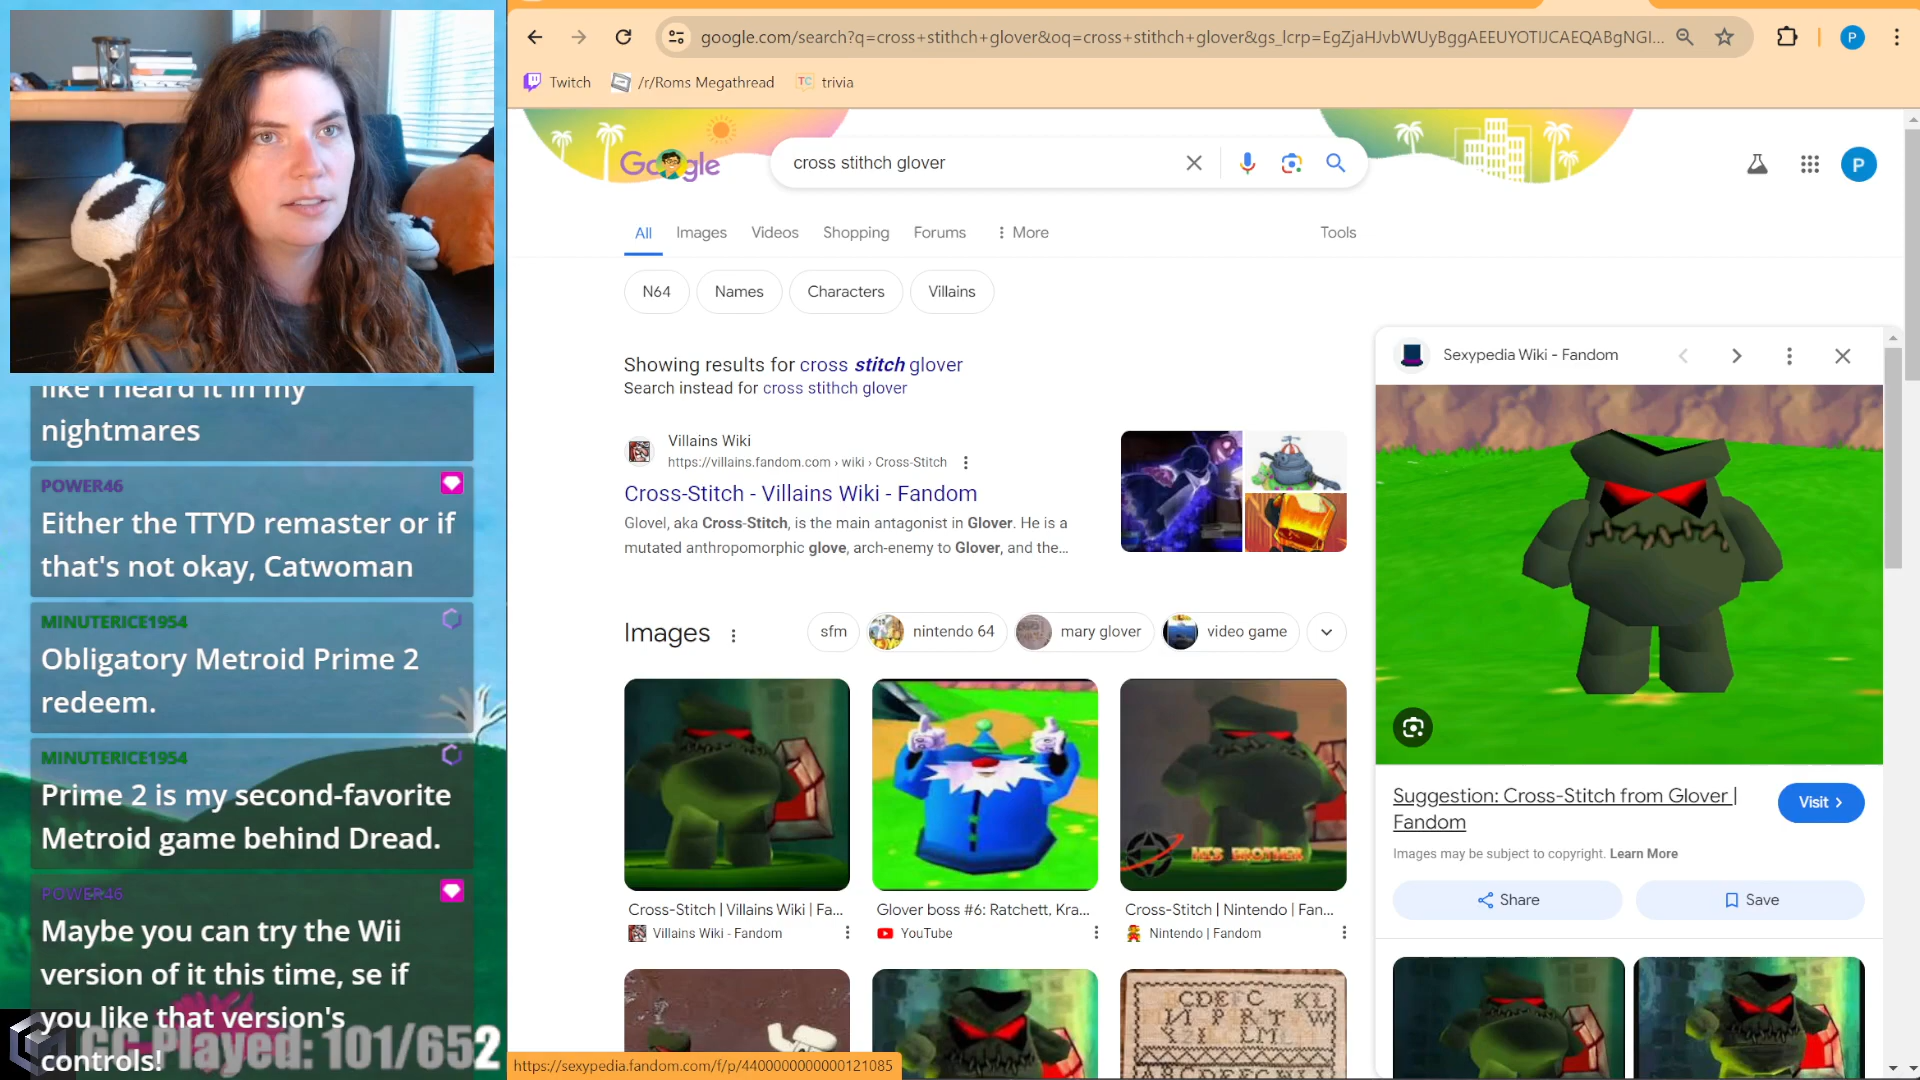 like I heard it in my
nightmares
POWER46
Either the TTYD remaster or if
that's not okay, Catwoman
MINUTERICE1954
Obligatory Metroid Prime 2
redeem.
MINUTERICE1954
Prime 2 is my second-favorite
Metroid game behind Dread.
POWER46
Maybe you can try the Wii
version of it this time, se if
you like that version's
controls!
GC Played: 101/652
google.com/search?q=cross+stithch+glover&oq=cross+stithch+glover&gs_lcrp=EgZjaHJvbWUyBggAEEUYOTIJCAEQABgNGI...
P
Twitch
/r/Roms Megathread
TC trivia
Google
cross stithch glover
P
All
Images
Videos
Shopping
Forums
More
Tools
N64
Names
Characters
Villains
Showing results for cross stitch glover
Search instead for cross stithch glover
Villains Wiki
https://villains.fandom.com › wiki › Cross-Stitch
Cross-Stitch - Villains Wiki - Fandom
Glovel, aka Cross-Stitch, is the main antagonist in Glover. He is a
mutated anthropomorphic glove, arch-enemy to Glover, and the...
Images
sfm
nintendo 64
mary glover
video game
HIS BROTHER
Cross-Stitch | Villains Wiki | Fa...
Villains Wiki - Fandom
Glover boss #6: Ratchett, Kra...
YouTube
Cross-Stitch | Nintendo | Fan...
Nintendo | Fandom
Sexypedia Wiki - Fandom
Suggestion: Cross-Stitch from Glover |
Fandom
Visit
Images may be subject to copyright. Learn More
Share
Save
https://sexypedia.fandom.com/f/p/4400000000000121085